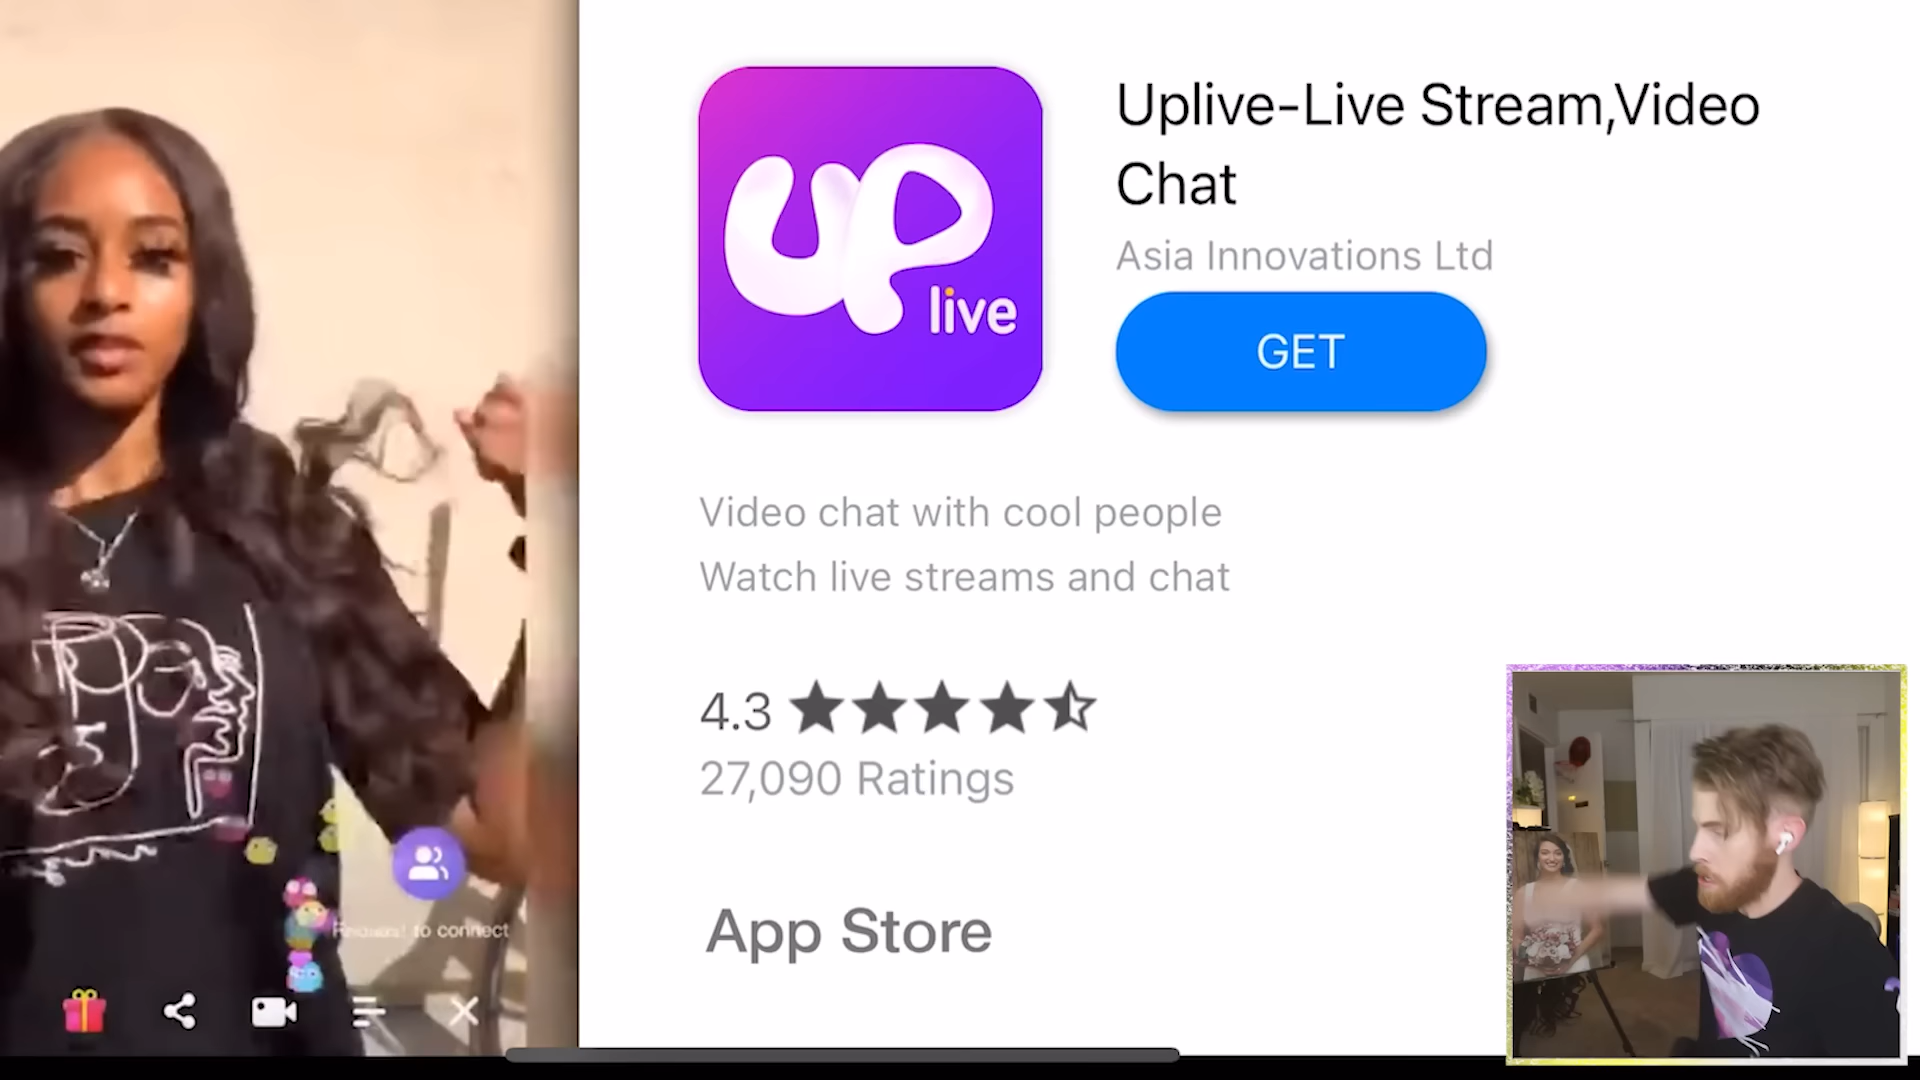 Uplive-Live Stream,Video
Chat
Asia Innovations Ltd
GET
UP
live
Video chat with cool people
Watch live streams and chat
4.3
27,090 Ratings
App Store
Request to connect